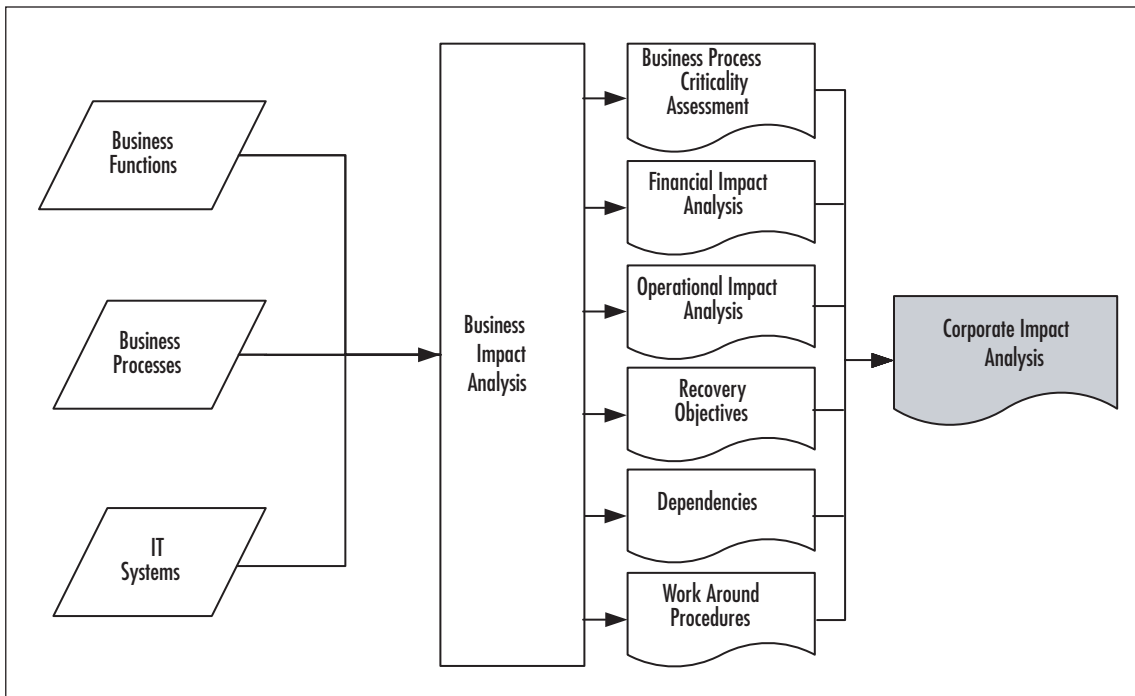 Business
Functions
Business
Processes
IT
Systems
Business
Impact
Analysis
Business Process
Criticality
Assessment
Financial Impact
Analysis
Operational Impact
Analysis
Recovery
Objectives
Dependencies
Work Around
Procedures
Corporate Impact
Analysis